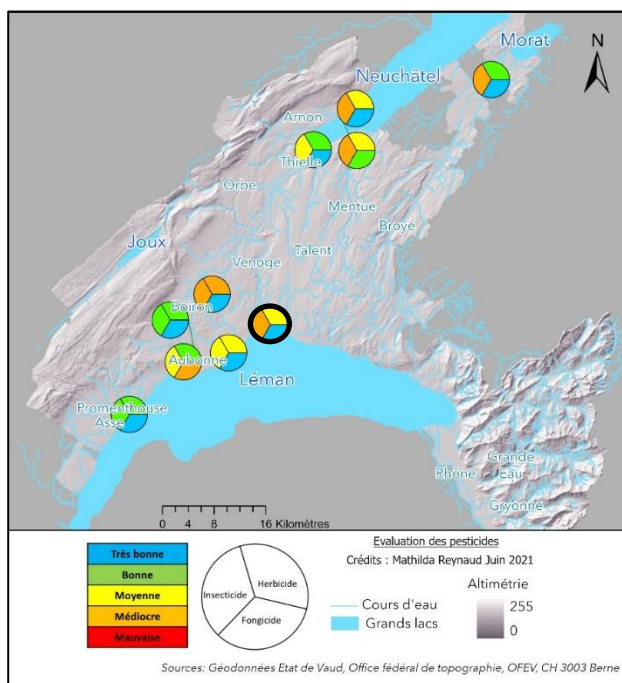 Morat
N
Neuchâtel
Arnon
Thielle
Orbe
Mentue
Broye
Joux
Talent
Venoge
Boiron
Aubonne
Léman
Promenthouse
Asse
Grande
Eau
Rhône
Gryonne
0 4 8 16 Kilomètres
Evaluation des pesticides
Crédits : Mathilda Reynaud Juin 2021
Très bonne
Bonne
Moyenne
Médiocre
Mauvaise
Insecticide
Herbicide
Fongicide
Cours d'eau
Grands lacs
Altimétrie
255
0
Sources: Géodonnées Etat de Vaud, Office fédéral de topographie, OFEV, CH 3003 Berne